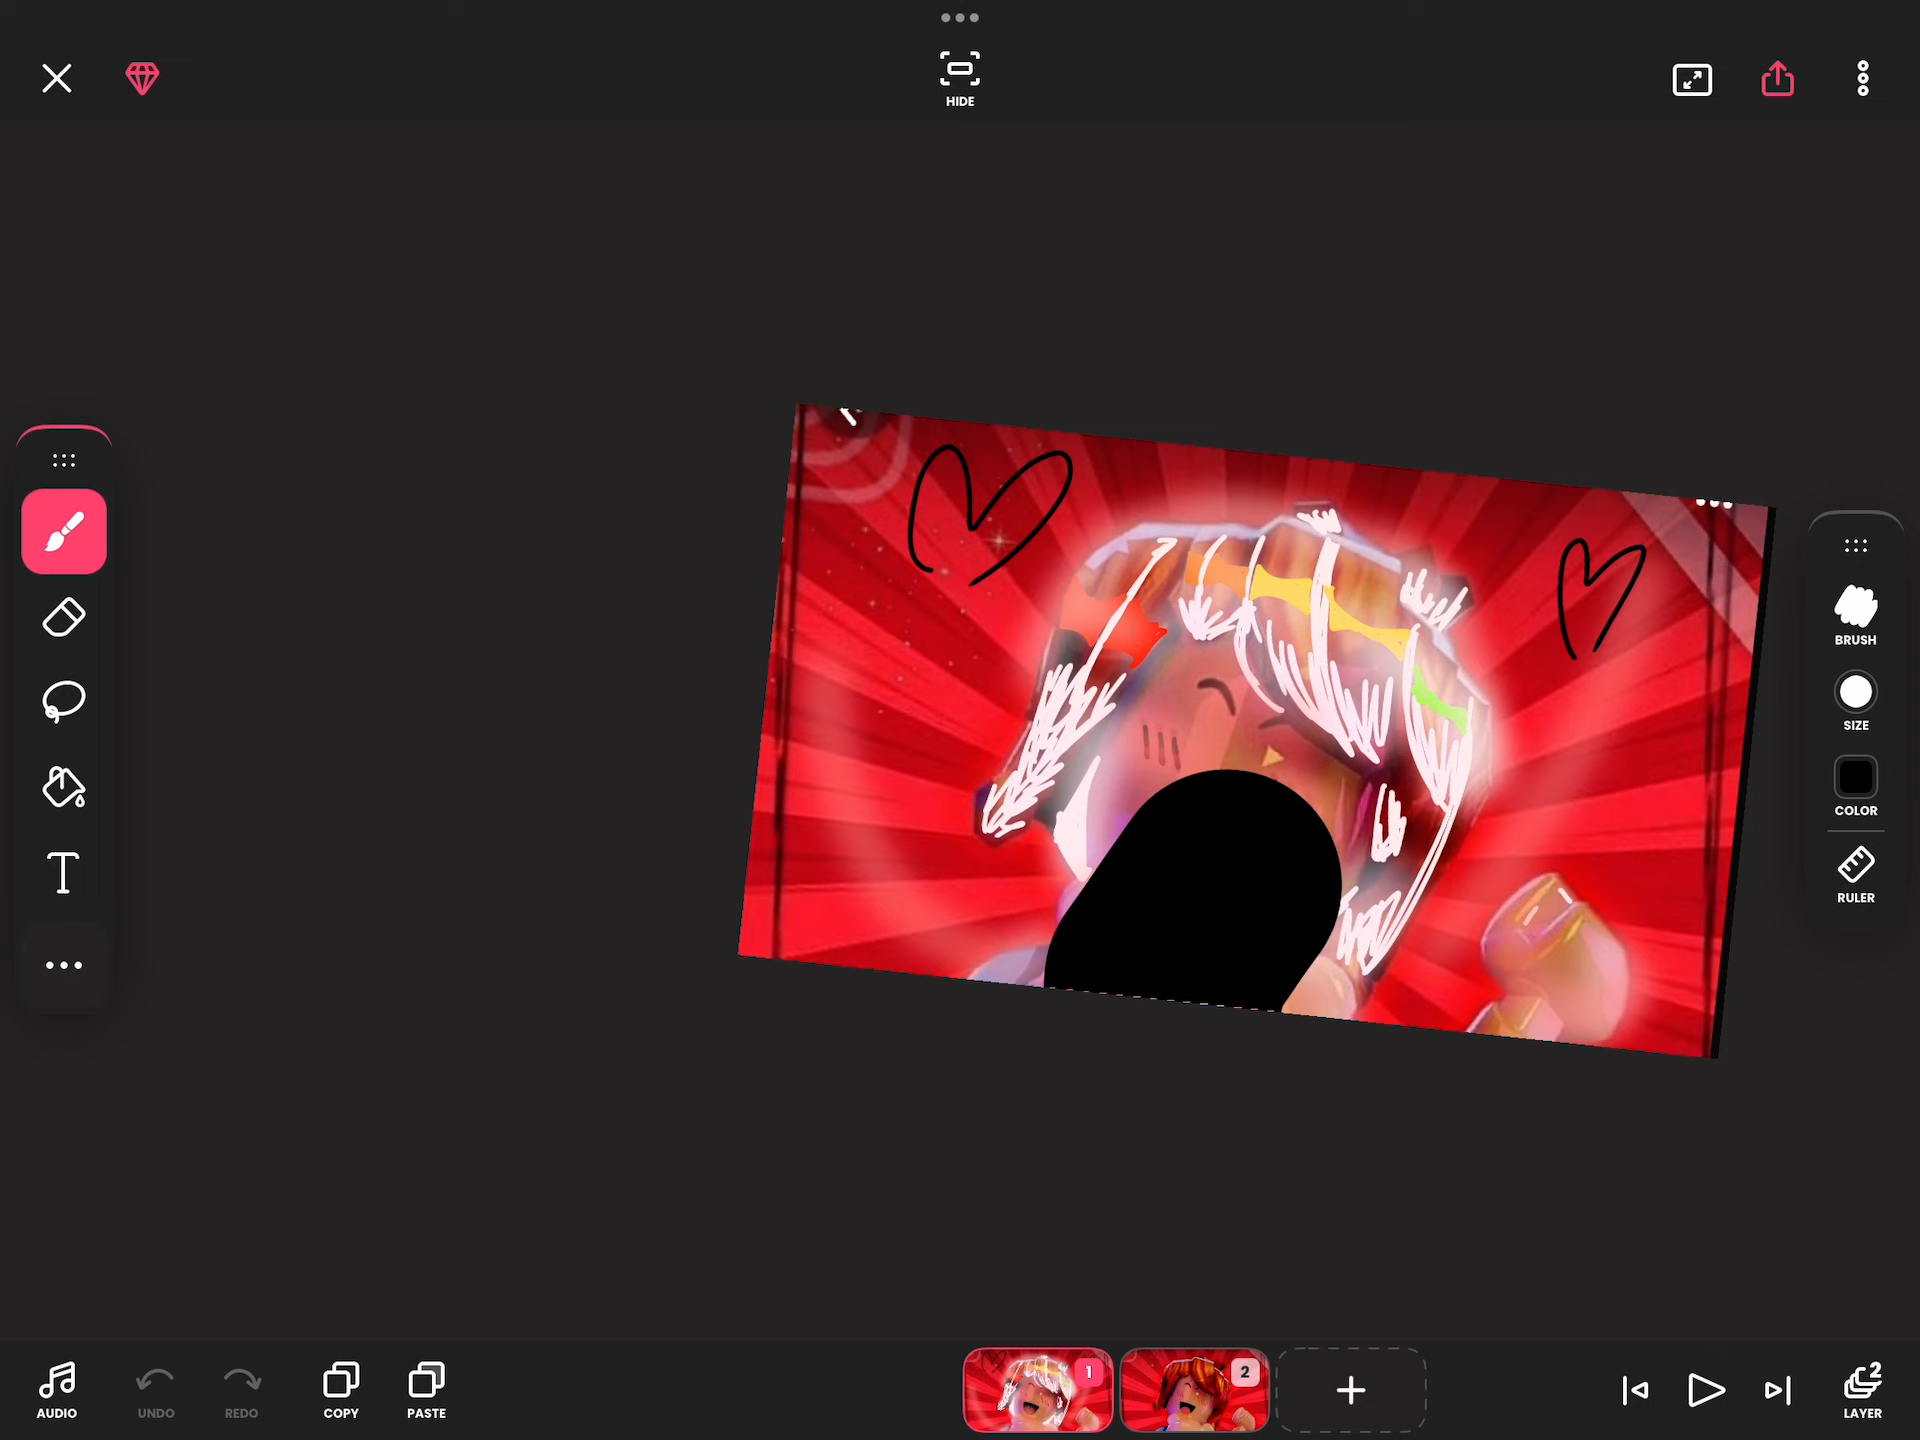 HIDE
BRUSH
SIZE
COLOR
RULER
T
1
2
2
AUDIO
UNDO
REDO
COPY
PASTE
LAYER